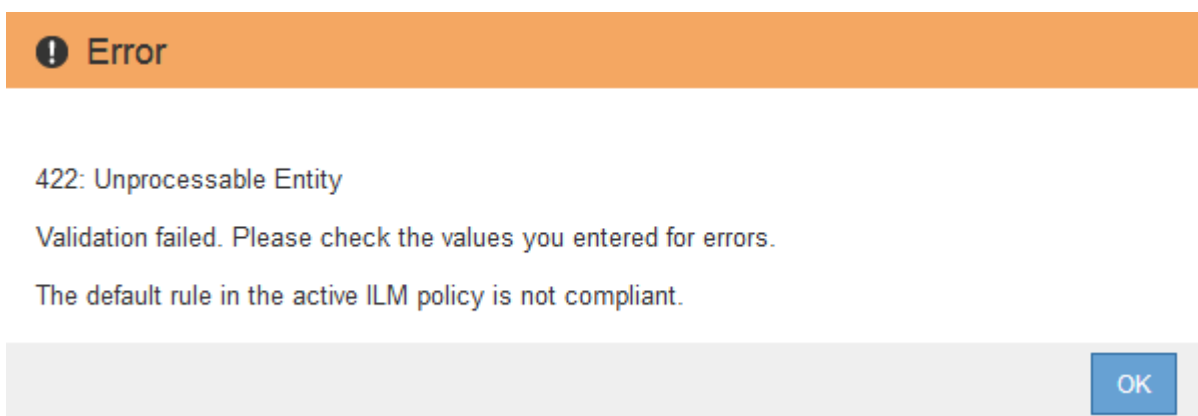 Error
422: Unprocessable Entity
Validation failed. Please check the values you entered for errors.
The default rule in the active ILM policy is not compliant.
OK